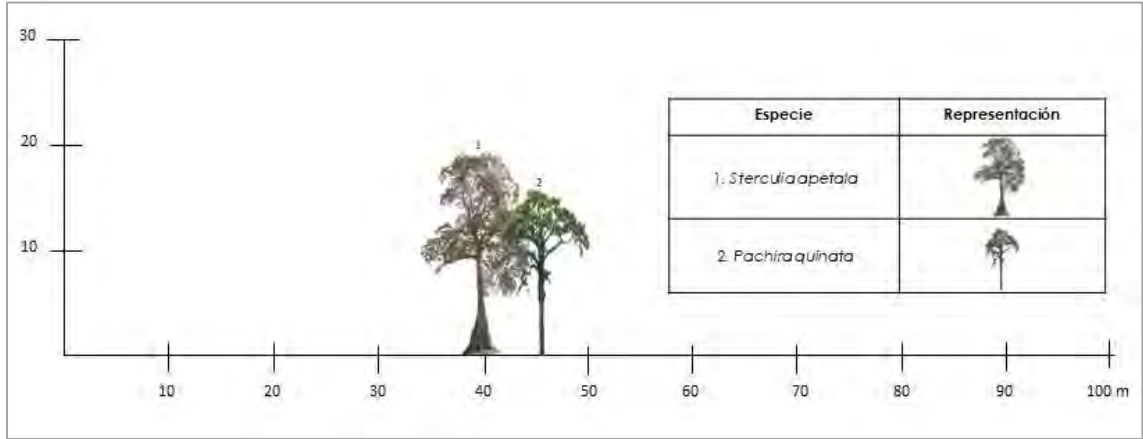 30
20
10
1
2
Especie Representación
1. Sterculia apetala
2. Pachira quinata
10 20 30 40 50 60 70 80 90 100 m